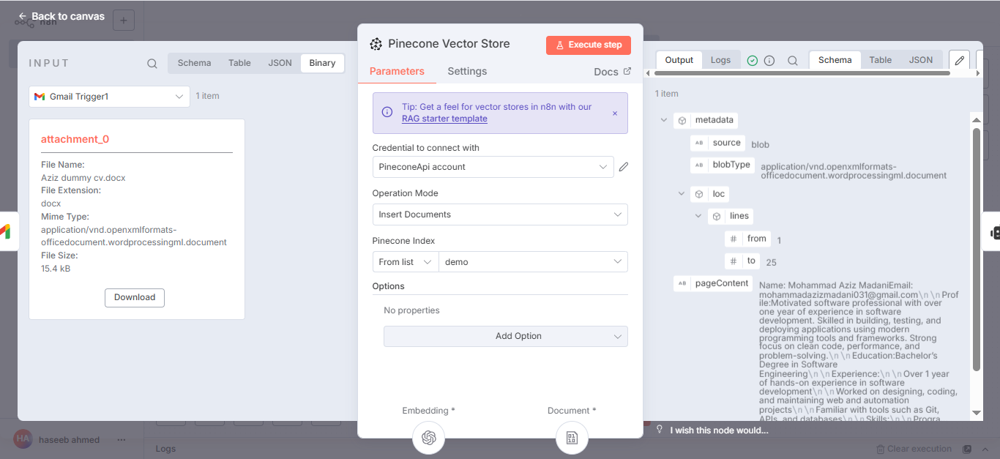 Back to canvas
n8n
INPUT
Schema
Table
JSON
Binary
Gmail Trigger1
1 item
attachment_0
File Name:
Aziz dummy cv.docx
File Extension:
docx
Mime Type:
application/vnd.openxmlformats-
officedocument.wordprocessingml.document
File Size:
15.4 kB
Download
Pinecone Vector Store
Execute step
Parameters
Settings
Docs
Tip: Get a feel for vector stores in n8n with our
RAG starter template
×
Credential to connect with
PineconeApi account
Operation Mode
Insert Documents
Pinecone Index
From list
demo
Options
No properties
Add Option
Embedding *
Document *
Output
Logs
Schema
Table
JSON
1 item
metadata
AB source blob
AB blobType application/vnd.openxmlformats-
officedocument.wordprocessingml.document
loc
lines
# from 1
# to 25
AB pageContent Name: Mohammad Aziz MadaniEmail:
mohammadazizmadani031@gmail.com\n\nProf
ile:Motivated software professional with over
one year of experience in software
development. Skilled in building, testing, and
deploying applications using modern
programming tools and frameworks. Strong
focus on clean code, performance, and
problem-solving.\n\nEducation:Bachelor’s
Degree in Software
Engineering\n\nExperience:\n\nOver 1 year
of hands-on experience in software
development\n\nWorked on designing, coding,
and maintaining web and automation
projects\n\nFamiliar with tools such as Git,
APIs, and databases\n\nSkills:\n\nProgra
I wish this node would...
HA
haseeb ahmed
Logs
Clear execution